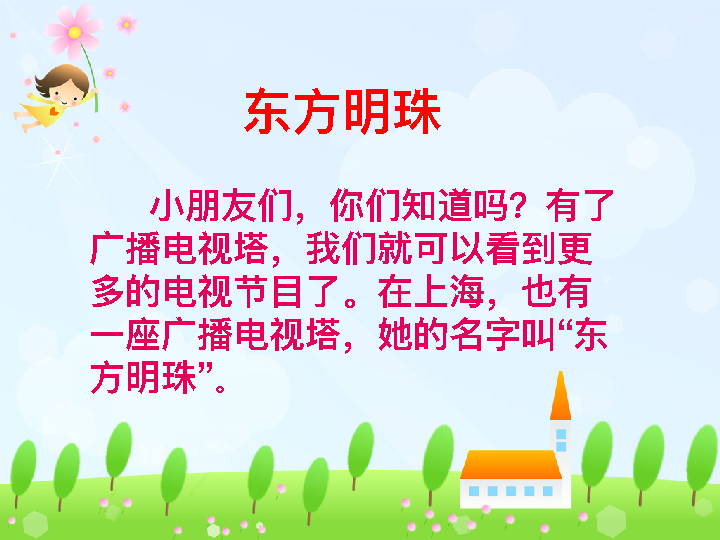 东方明珠
小朋友们，你们知道吗？有了
广播电视塔，我们就可以看到更
多的电视节目了。在上海，也有
一座广播电视塔，她的名字叫“东
方明珠”。